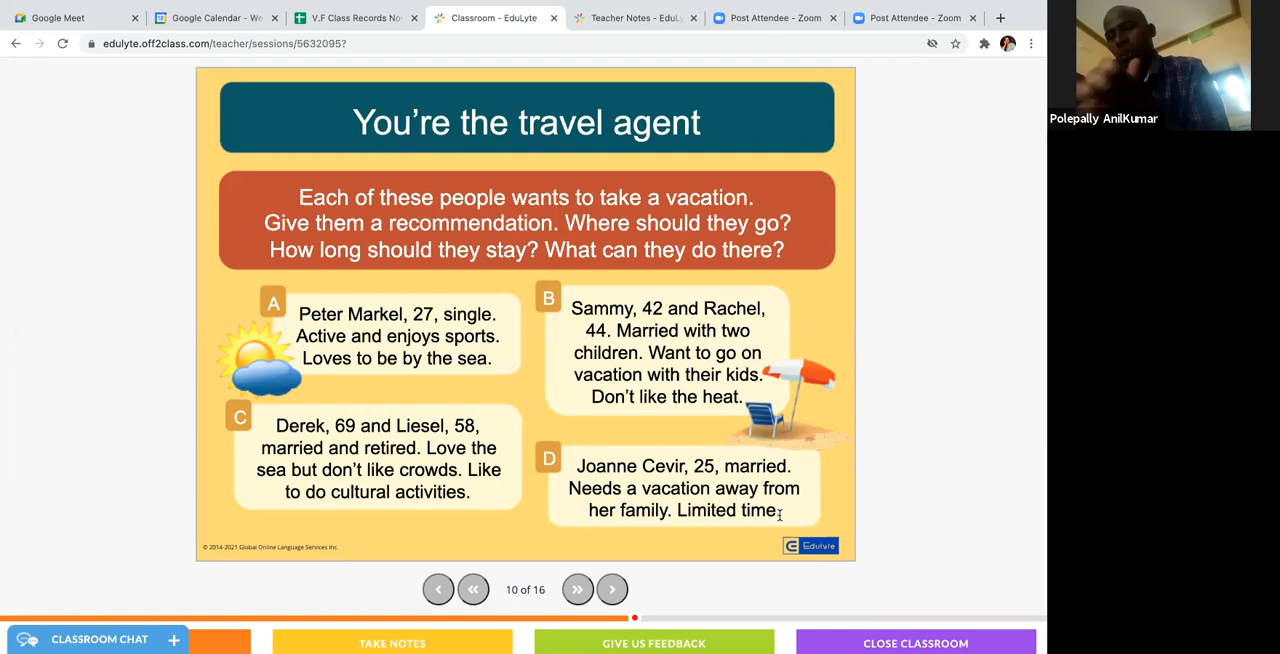 Google Meet
Google Calendar - We
V.F Class Records No
Classroom - EduLyte
Teacher Notes - EduL
Post Attendee - Zoom
Post Attendee - Zoom
edulyte.off2class.com/teacher/sessions/5632095?
Polepally AnilKumar
You're the travel agent
Each of these people wants to take a vacation.
Give them a recommendation. Where should they go?
How long should they stay? What can they do there?
A
Peter Markel, 27, single.
Active and enjoys sports.
Loves to be by the sea.
B
Sammy, 42 and Rachel,
44. Married with two
children. Want to go on
vacation with their kids.
Don't like the heat.
C
Derek, 69 and Liesel, 58,
married and retired. Love the
sea but don't like crowds. Like
to do cultural activities.
D
Joanne Cevir, 25, married.
Needs a vacation away from
her family. Limited time.
© 2014-2021 Global Online Language Services Inc.
Edulyte
10 of 16
CLASSROOM CHAT +
TAKE NOTES
GIVE US FEEDBACK
CLOSE CLASSROOM